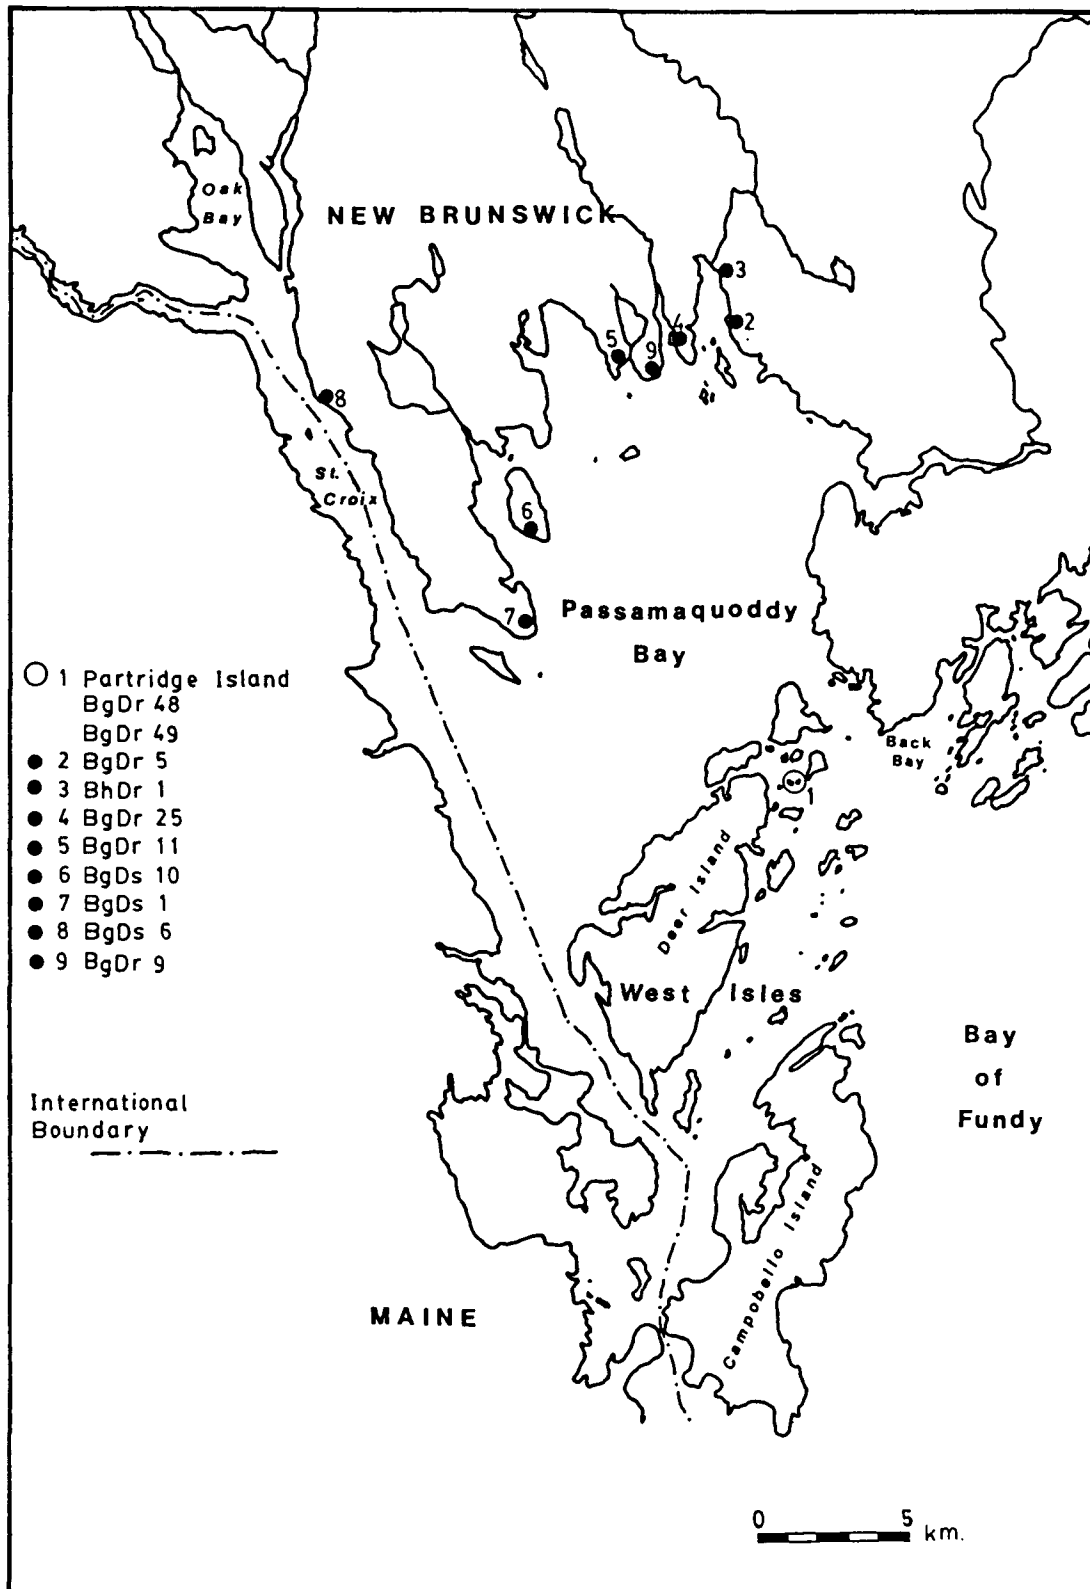 Oak
Bay
NEW BRUNSWICK
3
2
4
5
9
8
St.
Croix
6
7
Passamaquoddy
Bay
1 Partridge Island
BgDr 48
BgDr 49
2 BgDr 5
3 BhDr 1
4 BgDr 25
5 BgDr 11
6 BgDs 10
7 BgDs 1
8 BgDs 6
9 BgDr 9
Back
Bay
1
Deer Island
West Isles
Bay
of
Fundy
International
Boundary
Campobello Island
MAINE
0 5
km.